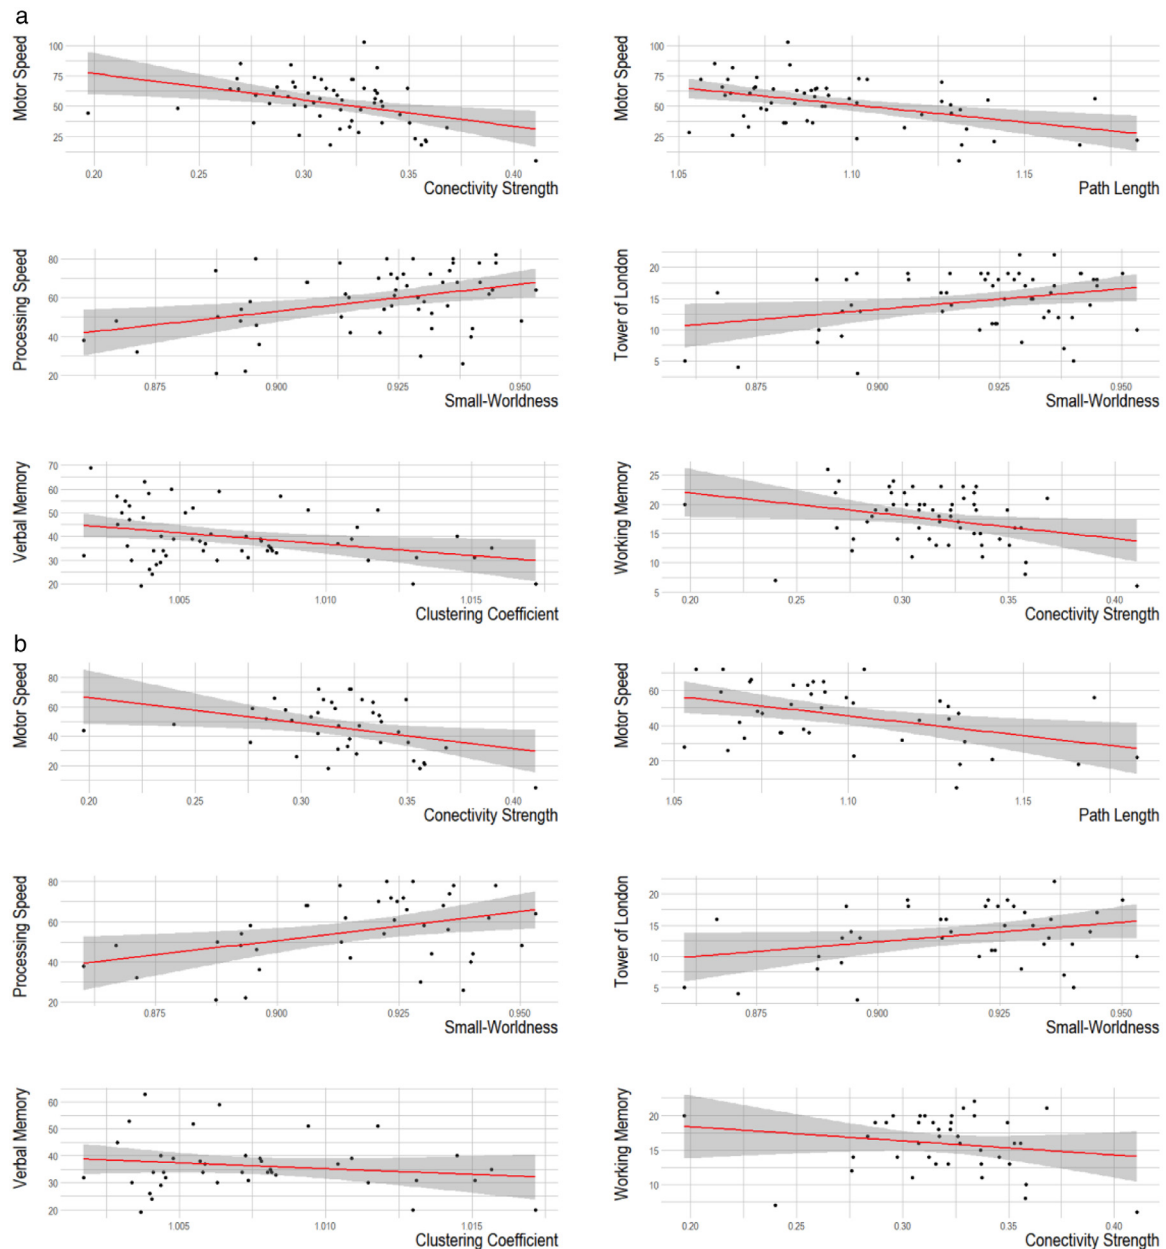 a
Motor Speed
100
75
50
25
0.20 0.25 0.30 0.35 0.40
Conectivity Strength
Motor Speed
100
75
50
25
1.05 1.10 1.15
Path Length
Processing Speed
80
60
40
20
0.875 0.900 0.925 0.950
Small-Worldness
Tower of London
20
15
10
5
0.875 0.900 0.925 0.950
Small-Worldness
Verbal Memory
70
60
50
40
30
20
1.005 1.010 1.015
Clustering Coefficient
Working Memory
25
20
15
10
5
0.20 0.25 0.30 0.35 0.40
Conectivity Strength
b
Motor Speed
80
60
40
20
0.20 0.25 0.30 0.35 0.40
Conectivity Strength
Motor Speed
60
40
20
1.05 1.10 1.15
Path Length
Processing Speed
80
60
40
20
0.875 0.900 0.925 0.950
Small-Worldness
Tower of London
20
15
10
5
0.875 0.900 0.925 0.950
Small-Worldness
Verbal Memory
60
50
40
30
20
1.005 1.010 1.015
Clustering Coefficient
Working Memory
20
15
10
0.20 0.25 0.30 0.35 0.40
Conectivity Strength